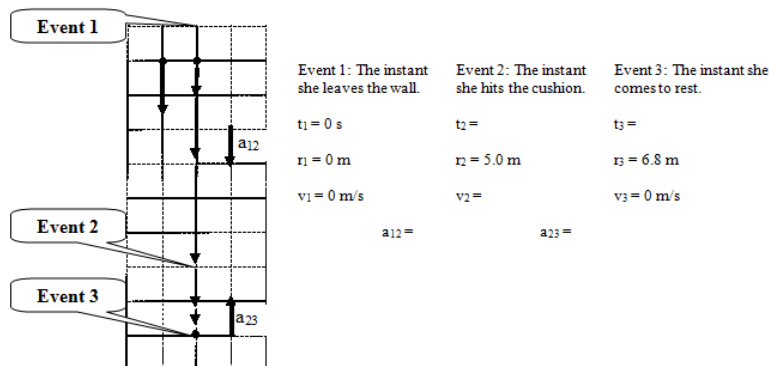 Event 1
a12
Event 2
Event 3
a23
Event 1: The instant
she leaves the wall.
t1 = 0 s
r1 = 0 m
v1 = 0 m/s
Event 2: The instant
she hits the cushion.
t2 =
r2 = 5.0 m
v2 =
Event 3: The instant she
comes to rest.
t3 =
r3 = 6.8 m
v3 = 0 m/s
a12 =
a23 =